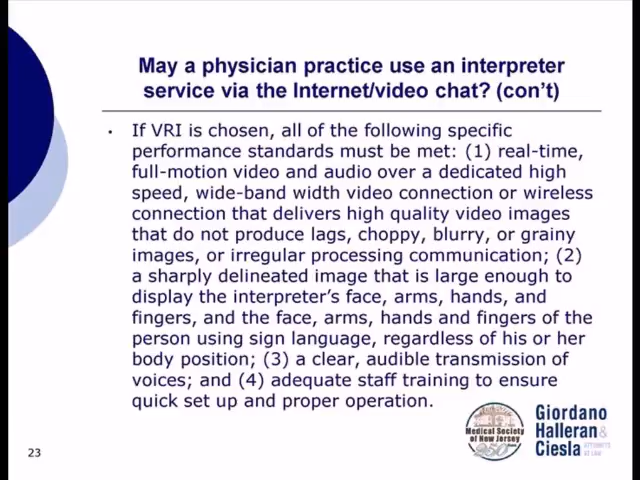 May a physician practice use an interpreter
service via the Internet/video chat? (con’t)
• If VRI is chosen, all of the following specific
performance standards must be met: (1) real-time,
full-motion video and audio over a dedicated high
speed, wide-band width video connection or wireless
connection that delivers high quality video images
that do not produce lags, choppy, blurry, or grainy
images, or irregular processing communication; (2)
a sharply delineated image that is large enough to
display the interpreter’s face, arms, hands, and
fingers, and the face, arms, hands and fingers of the
person using sign language, regardless of his or her
body position; (3) a clear, audible transmission of
voices; and (4) adequate staff training to ensure
quick set up and proper operation.
Medical Society
of New Jersey
250
Giordano
Halleran &
Ciesla
ATTORNEYS
AT LAW
23